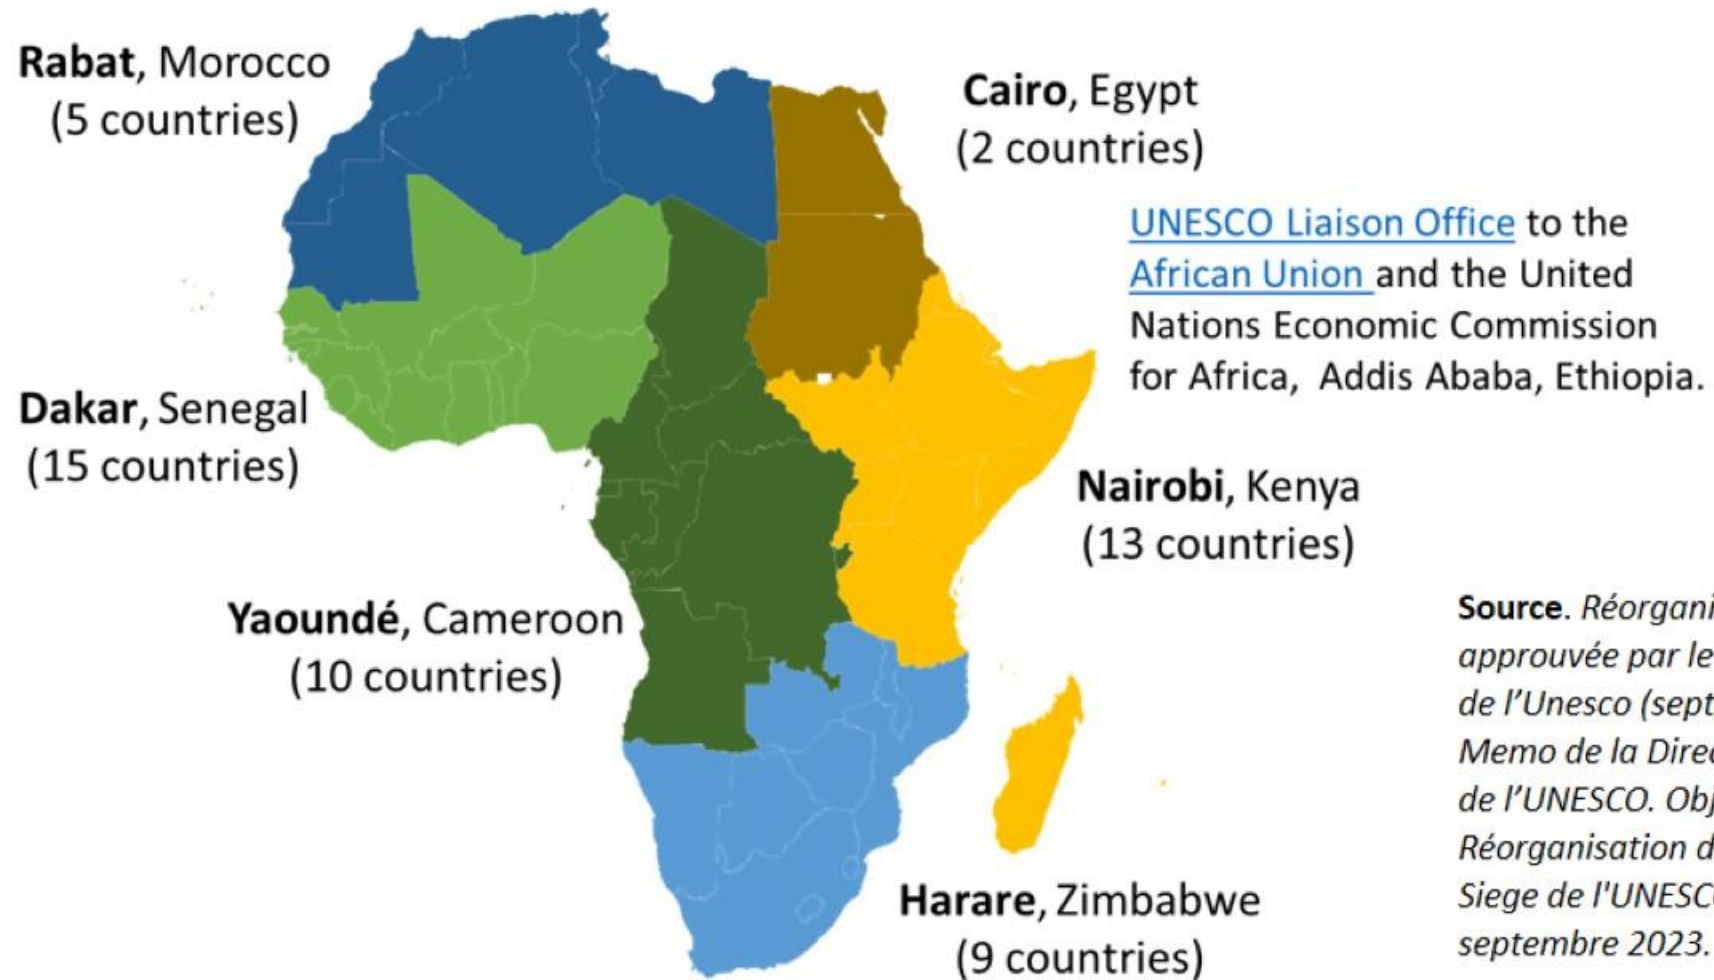 Rabat, Morocco
(5 countries)
Cairo, Egypt
(2 countries)
UNESCO Liaison Office to the
African Union and the United
Nations Economic Commission
for Africa, Addis Ababa, Ethiopia.
Dakar, Senegal
(15 countries)
Nairobi, Kenya
(13 countries)
Yaoundé, Cameroon
(10 countries)
Harare, Zimbabwe
(9 countries)
Source. Réorgani
approuvée par le
de l’Unesco (sept
Memo de la Direc
de l’UNESCO. Obj
Réorganisation d
Siege de l'UNESC
septembre 2023.